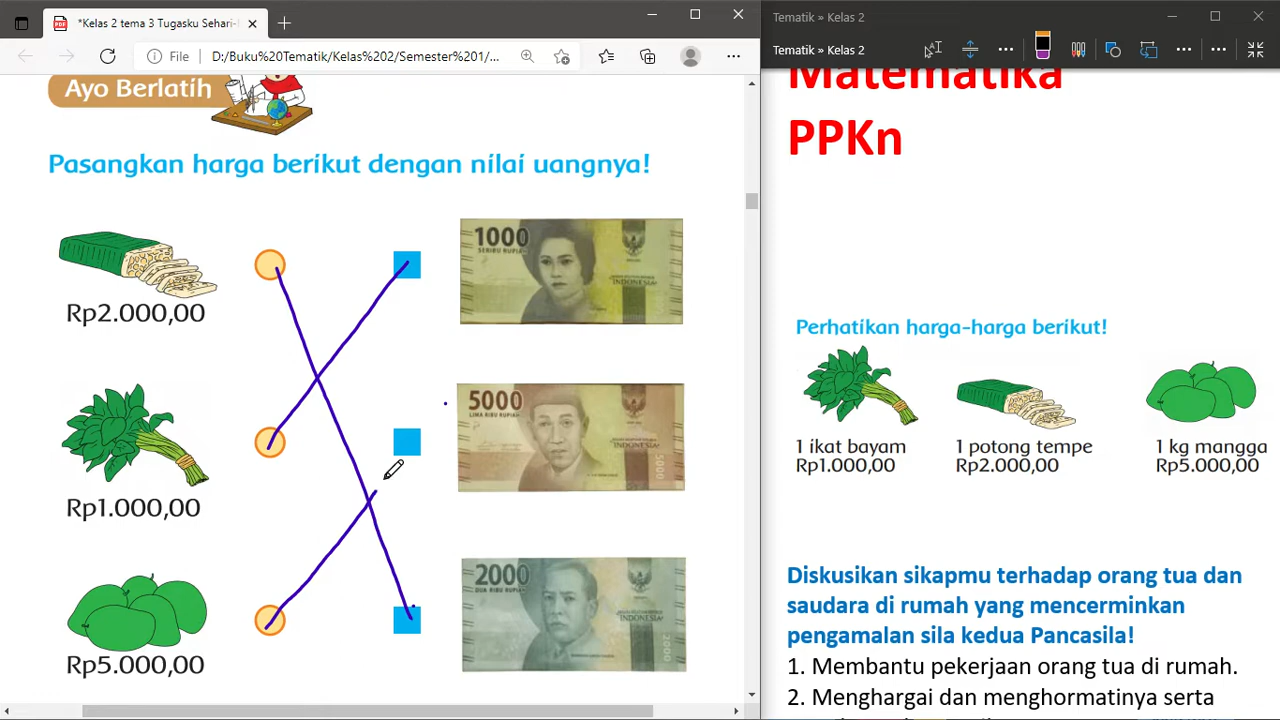 *Kelas 2 tema 3 Tugasku Sehari-
File
D:/Buku%20Tematik/Klas%202/Semester%201/...
Ayo Berlatih
Pasangkan harga berikut dengan nilai uangnya!
Rp2.000,00
1000
SERIBU RUPIAH
INDONESIA
Rp1.000,00
5000
LIMA RIBU RUPIAH
INDONESIA
5000
Rp5.000,00
2000
DUA RIBU RUPIAH
INDONESIA
2000
Tematik » Kelas 2
Tematik » Kelas 2
Matematika
PPKn
Perhatikan harga-harga berikut!
1 ikat bayam
Rp1.000,00
1 potong tempe
Rp2.000,00
1 kg mangga
Rp5.000,00
Diskusikan sikapmu terhadap orang tua dan
saudara di rumah yang mencerminkan
pengamalan sila kedua Pancasila!
1. Membantu pekerjaan orang tua di rumah.
2. Menghargai dan menghormatinya serta